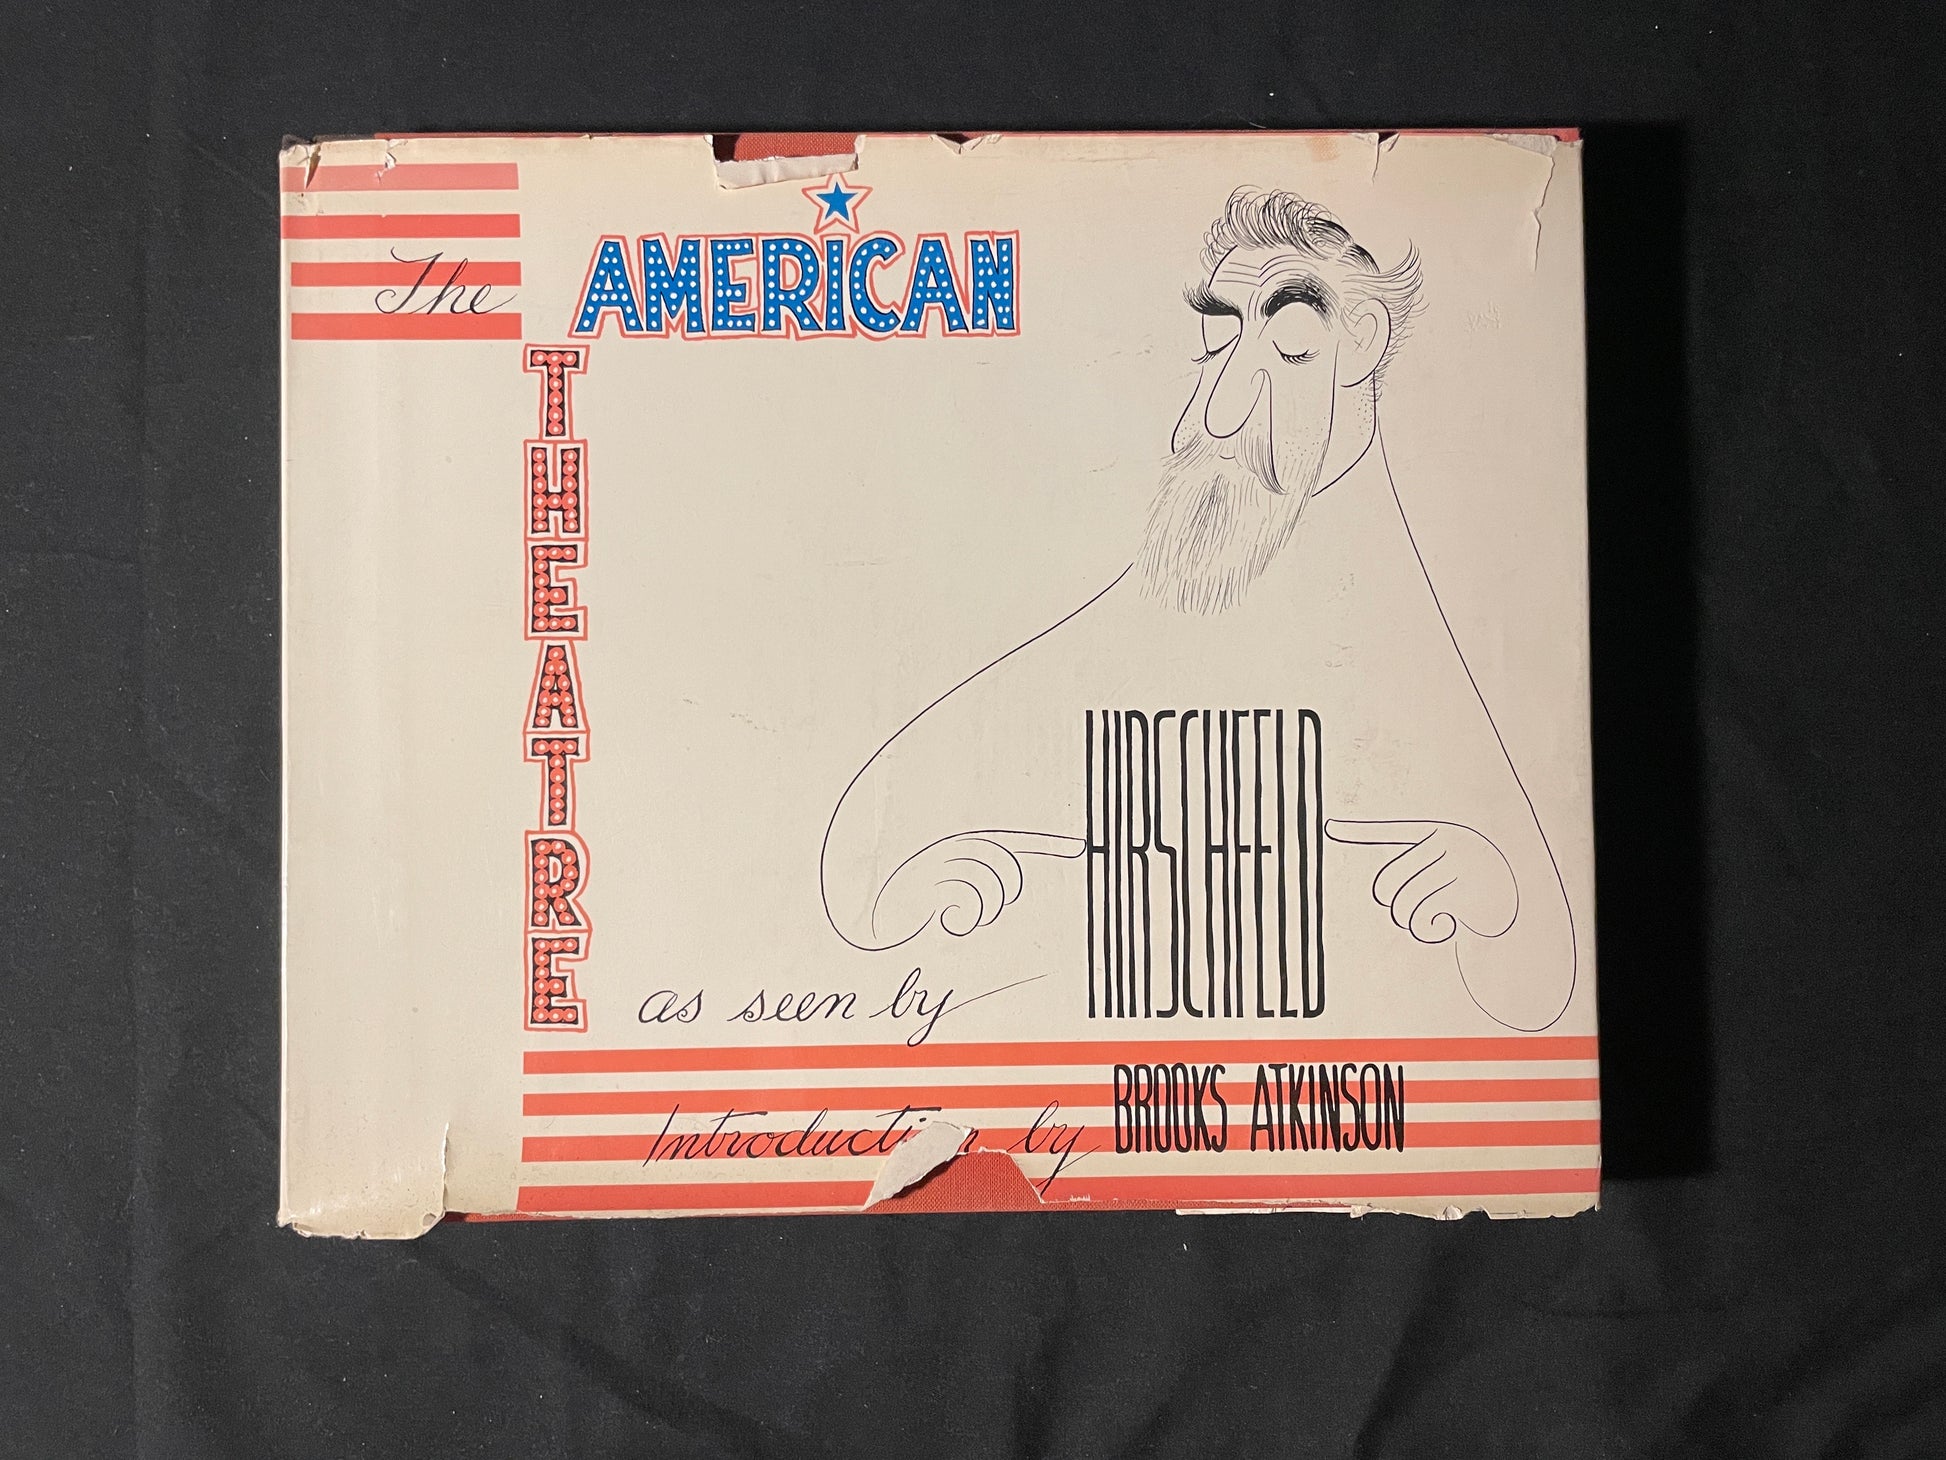 The AMERICAN
THEATRE
as seen by HIRSCHFELD
Introduction by BROOKS ATKINSON